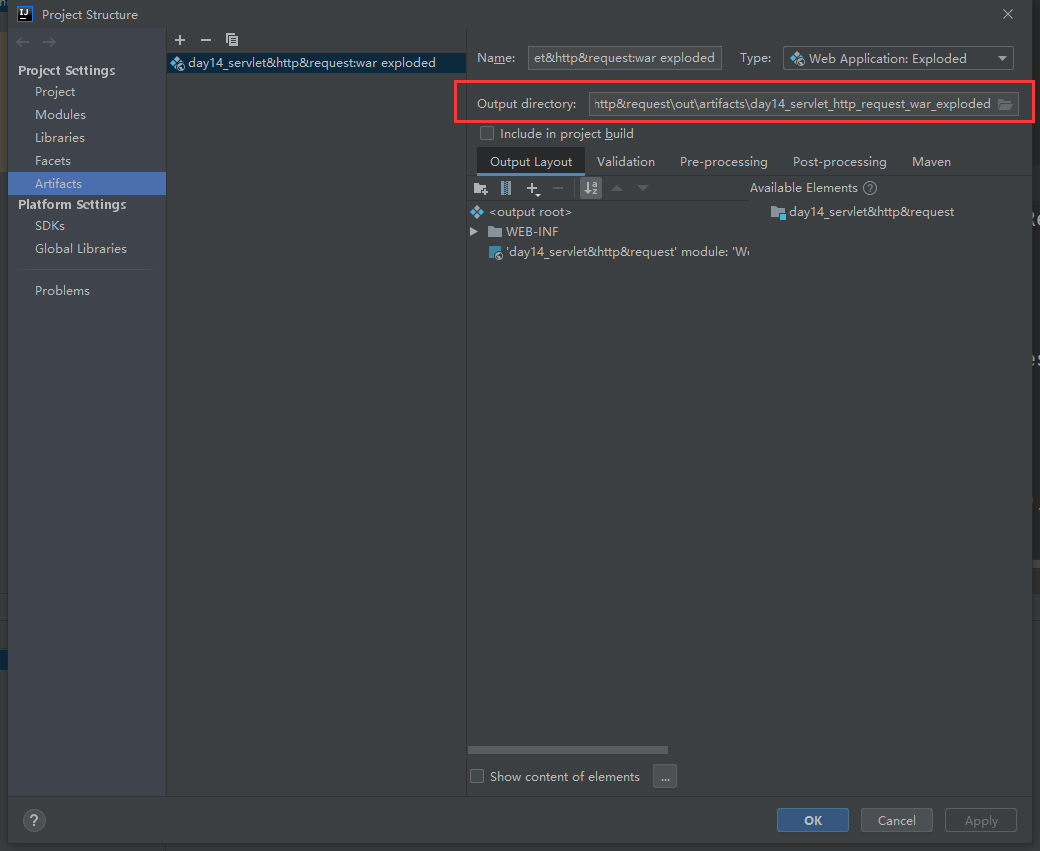 Project Structure
Project Settings
Project
Modules
Libraries
Facets
Artifacts
Platform Settings
SDKs
Global Libraries
Problems
day14_servlet&http&request:war exploded
Name: et&http&request:war exploded Type: Web Application: Exploded
Output directory: http&request\out\artifacts\day14_servlet_http_request_war_exploded
Include in project build
Output Layout Validation Pre-processing Post-processing Maven
Available Elements ?
<output root>
WEB-INF
'day14_servlet&http&request' module: 'We
day14_servlet&http&request
Show content of elements ...
? OK Cancel Apply